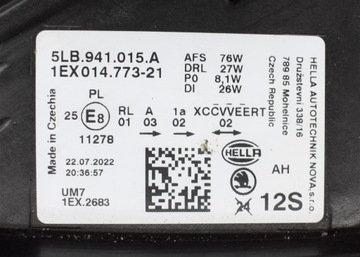 5LB.941.015.A
1EX014.773-21
AFS 76W
DRL 27W
P0 8,1W
DI 26W
HELLA AUTOTECHNIK NOVA,s.r.o.
Družstevní 338/16
789 85 Mohelnice
Czech Republic
Made in Czechia
PL
25 E8
11278
RL A 1a XCCVVEERT
01 03 02 02
22.07.2022
20:36:57
UM7
1EX.2683
HELLA
AH
24 12S